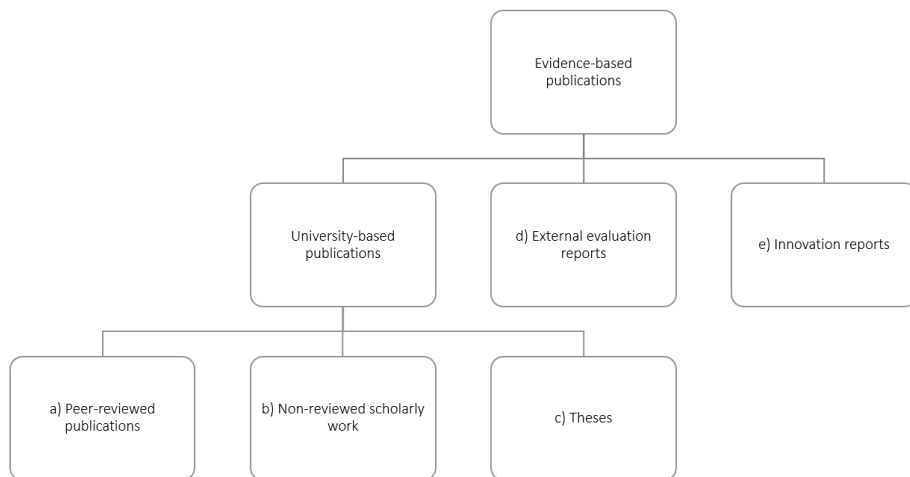 Evidence-based
publications
University-based
publications
d) External evaluation
reports
e) Innovation reports
a) Peer-reviewed
publications
b) Non-reviewed scholarly
work
c) Theses